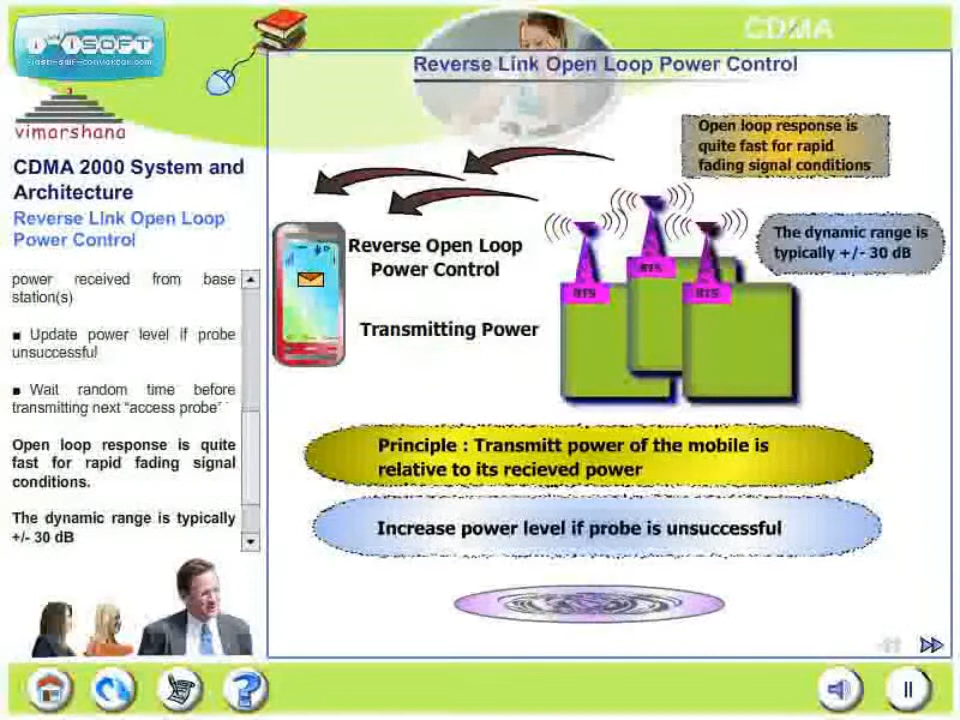 CDMA
Reverse Link Open Loop Power Control
vimarshana
CDMA 2000 System and
Architecture
Reverse LInk Open Loop
Power Control
power received from base
station(s)
■ Update power level if probe
unsuccessful
■ Wait random time before
transmitting next “access probe”
Open loop response is quite
fast for rapid fading signal
conditions.
The dynamic range is typically
+/- 30 dB
Open loop response is
quite fast for rapid
fading signal conditions
The dynamic range is
typically +/- 30 dB
Reverse Open Loop
Power Control
Transmitting Power
BTS
BTS
BTS
Principle : Transmitt power of the mobile is
relative to its recieved power
Increase power level if probe is unsuccessful